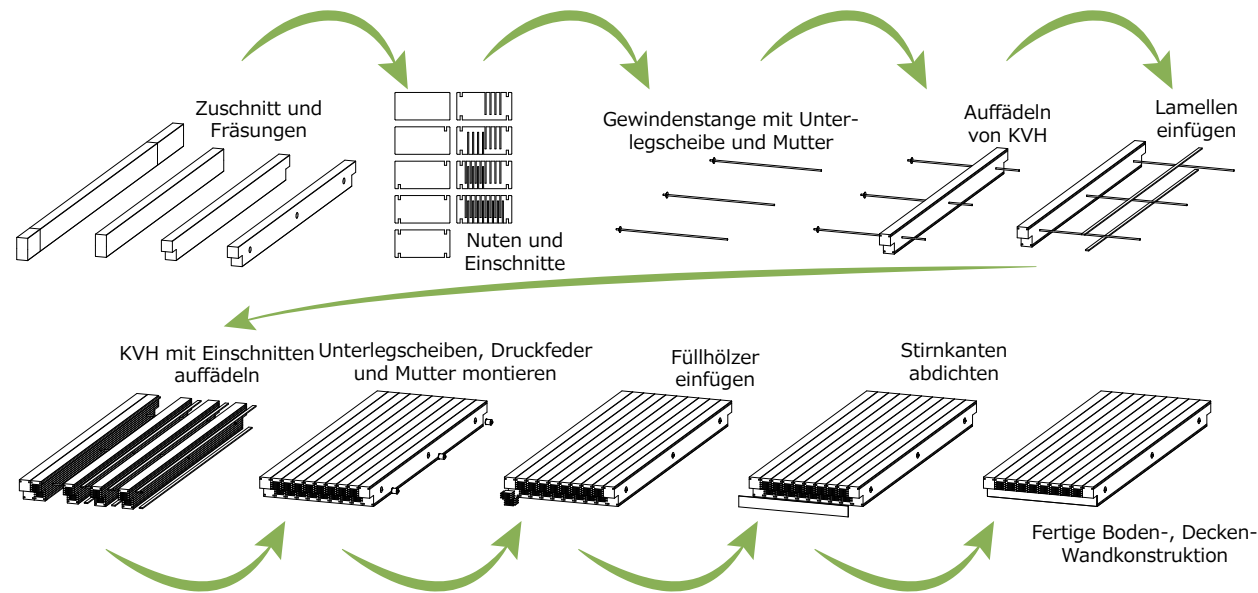 Zuschnitt und
Fräsungen
Nuten und
Einschnitte
Gewindenstange mit Unter-
legscheibe und Mutter
Auffädeln
von KVH
Lamellen
einfügen
KVH mit Einschnitten
auffädeln
Unterlegscheiben, Druckfeder
und Mutter montieren
Füllhölzer
einfügen
Stirnkanten
abdichten
Fertige Boden-, Decken-
Wandkonstruktion